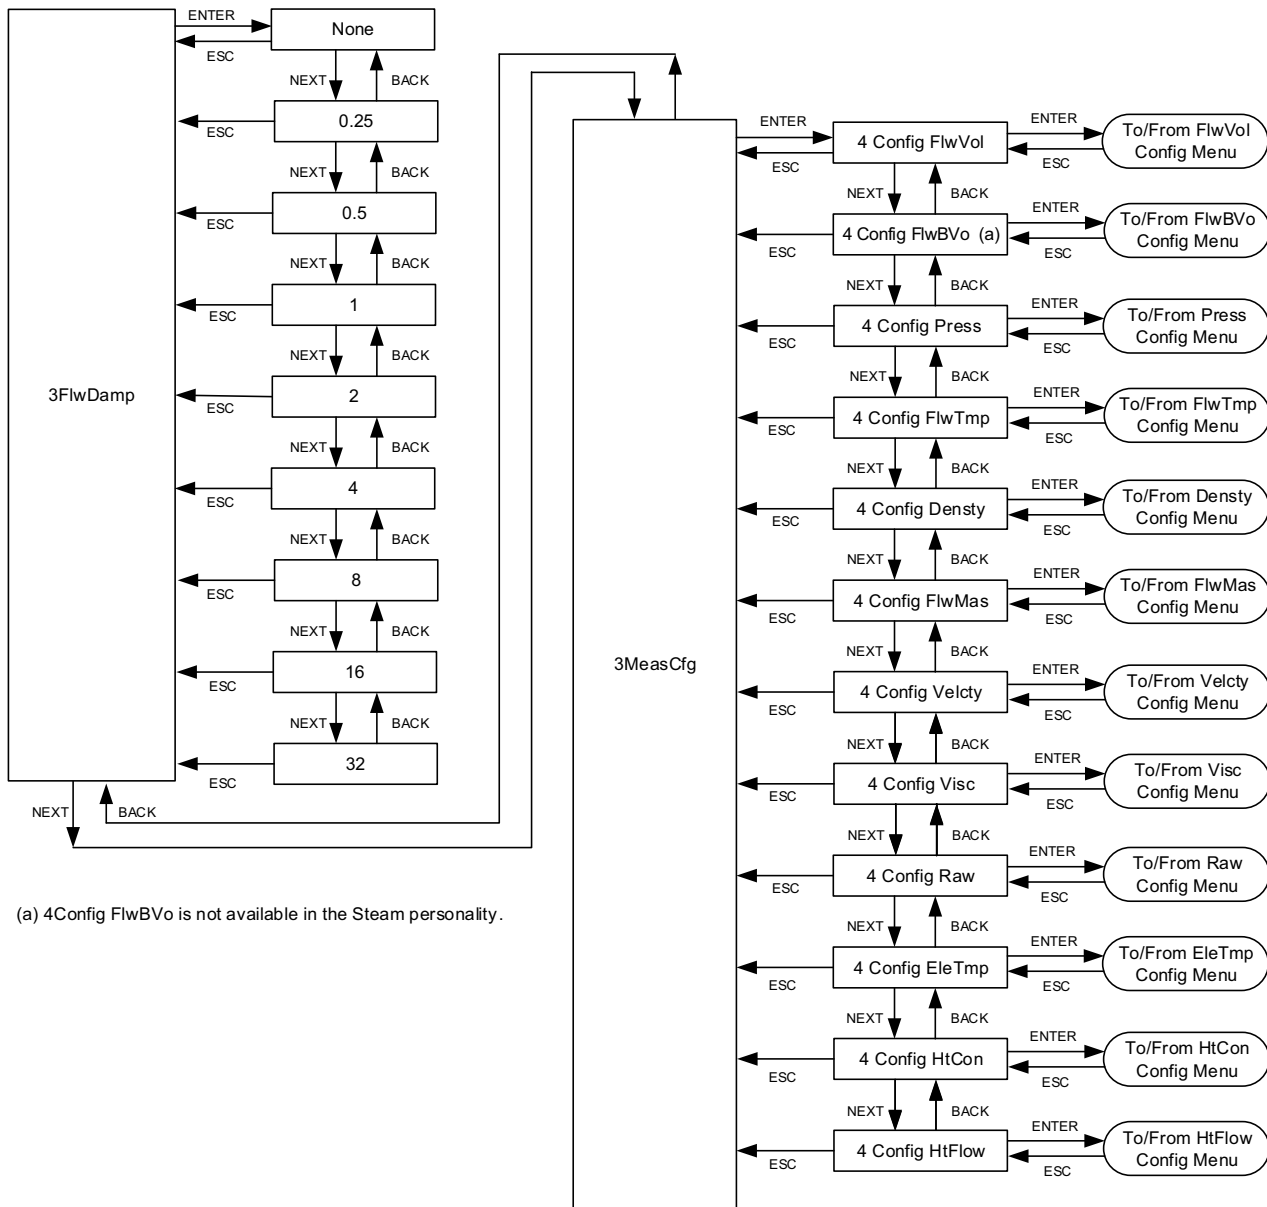 3FlwDamp
ENTER
ESC
None
NEXT
BACK
ESC
0.25
NEXT
BACK
ESC
0.5
NEXT
BACK
ESC
1
NEXT
BACK
ESC
2
NEXT
BACK
ESC
4
NEXT
BACK
ESC
8
NEXT
BACK
ESC
16
NEXT
BACK
ESC
32
NEXT
BACK
(a) 4Config FlwBVo is not available in the Steam personality.
3MeasCfg
ENTER
ESC
4 Config FlwVol
ENTER
ESC
To/From FlwVol
Config Menu
NEXT
BACK
ESC
4 Config FlwBVo (a)
ENTER
ESC
To/From FlwBVo
Config Menu
NEXT
BACK
ESC
4 Config Press
ENTER
ESC
To/From Press
Config Menu
NEXT
BACK
ESC
4 Config FlwTmp
ENTER
ESC
To/From FlwTmp
Config Menu
NEXT
BACK
ESC
4 Config Densty
ENTER
ESC
To/From Densty
Config Menu
NEXT
BACK
ESC
4 Config FlwMas
ENTER
ESC
To/From FlwMas
Config Menu
NEXT
BACK
ESC
4 Config Velcty
ENTER
ESC
To/From Velcty
Config Menu
NEXT
BACK
ESC
4 Config Visc
ENTER
ESC
To/From Visc
Config Menu
NEXT
BACK
ESC
4 Config Raw
ENTER
ESC
To/From Raw
Config Menu
NEXT
BACK
ESC
4 Config EleTmp
ENTER
ESC
To/From EleTmp
Config Menu
NEXT
BACK
ESC
4 Config HtCon
ENTER
ESC
To/From HtCon
Config Menu
NEXT
BACK
ESC
4 Config HtFlow
ENTER
ESC
To/From HtFlow
Config Menu